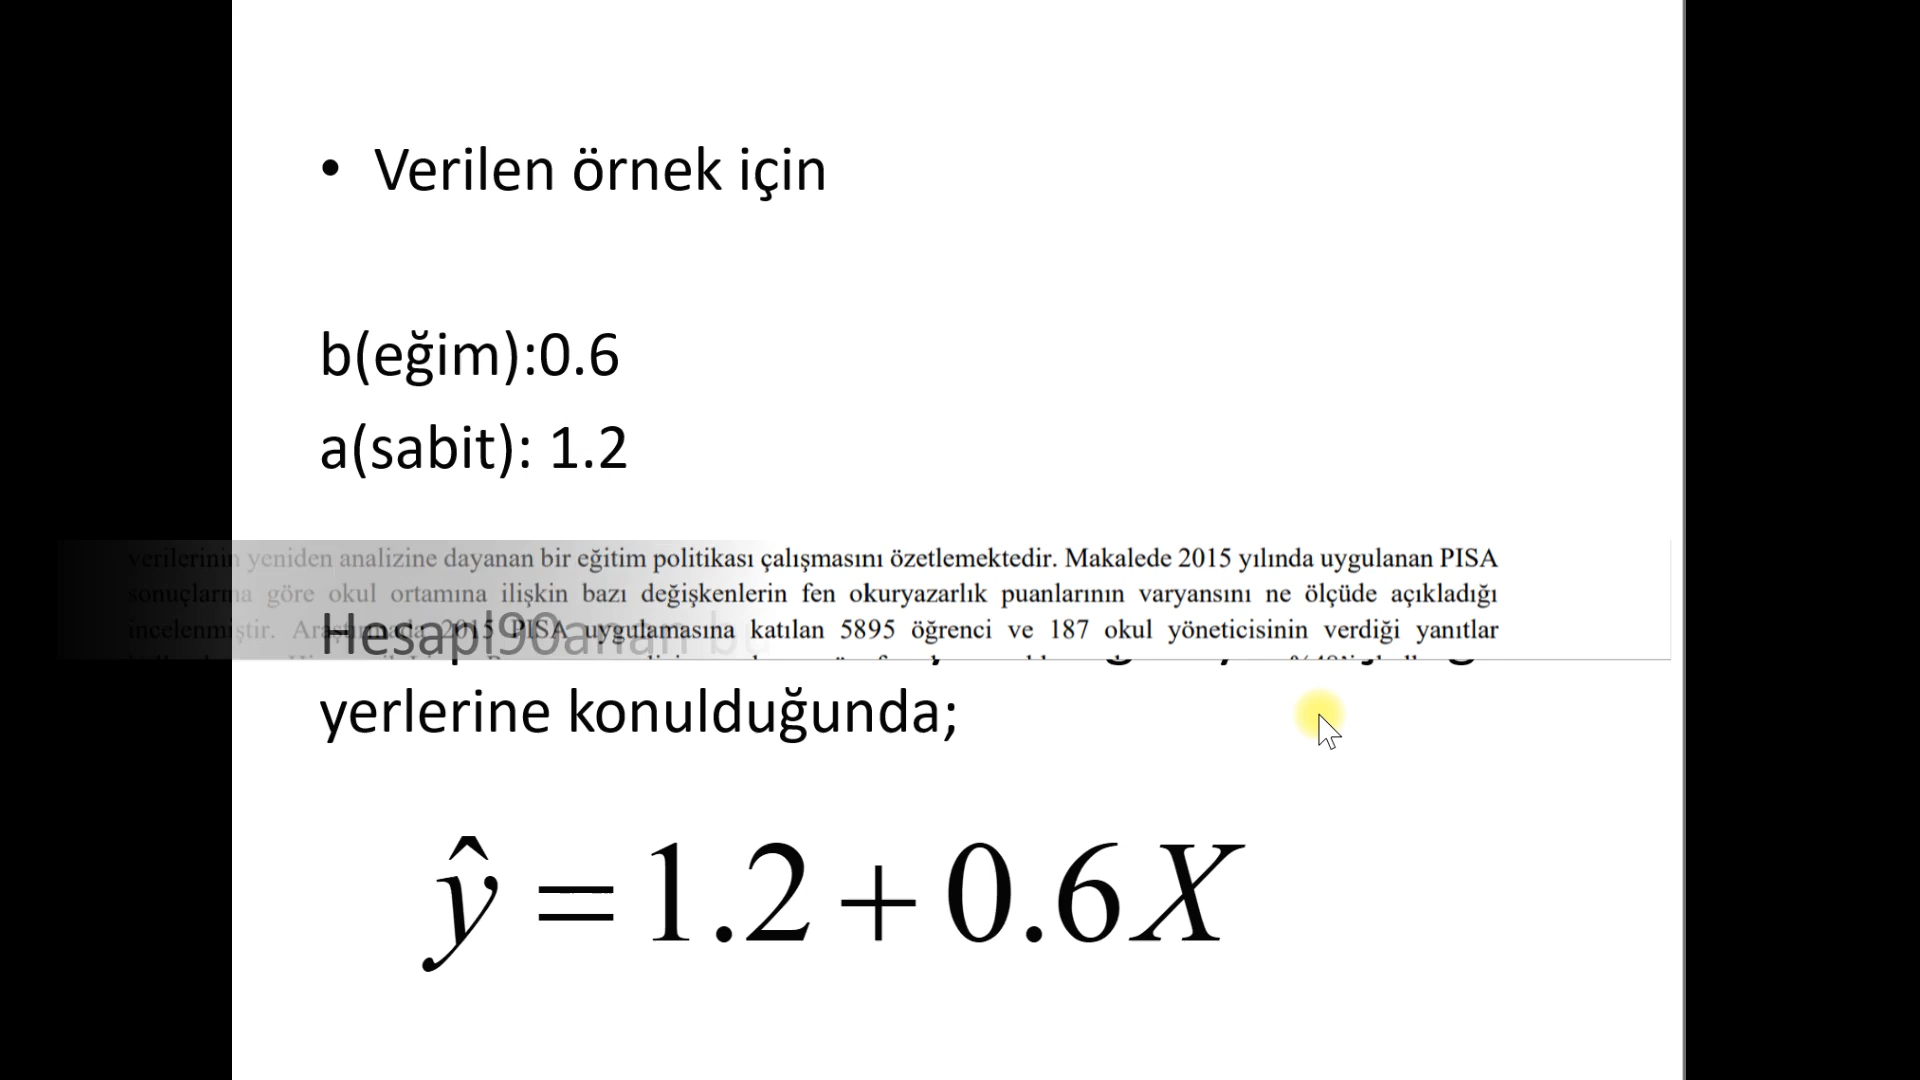 • Verilen örnek için
b(eğim):0.6
a(sabit): 1.2
verilerinin yeniden analizine dayanan bir eğitim politikası çalışmasını özetlemektedir. Makalede 2015 yılında uygulanan PISA
sonuçlarına göre okul ortamına ilişkin bazı değişkenlerin fen okuryazarlık puanlarının varyansını ne ölçüde açıkladığı
incelenmiştir. Araştırmada 2015 PISA uygulamasına katılan 5895 öğrenci ve 187 okul yöneticisinin verdiği yanıtlar
Hesapl90anan
yerlerine konulduğunda;
ŷ = 1.2 + 0.6X